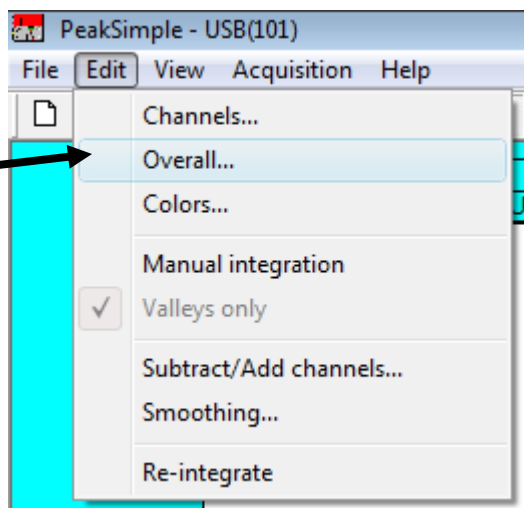 PeakSimple - USB(101)
File Edit View Acquisition Help
Channels...
Overall...
Colors...
Manual integration
Valleys only
Subtract/Add channels...
Smoothing...
Re-integrate